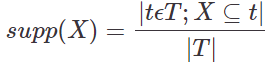 supp(X) = |tϵT; X ⊆ t| / |T|